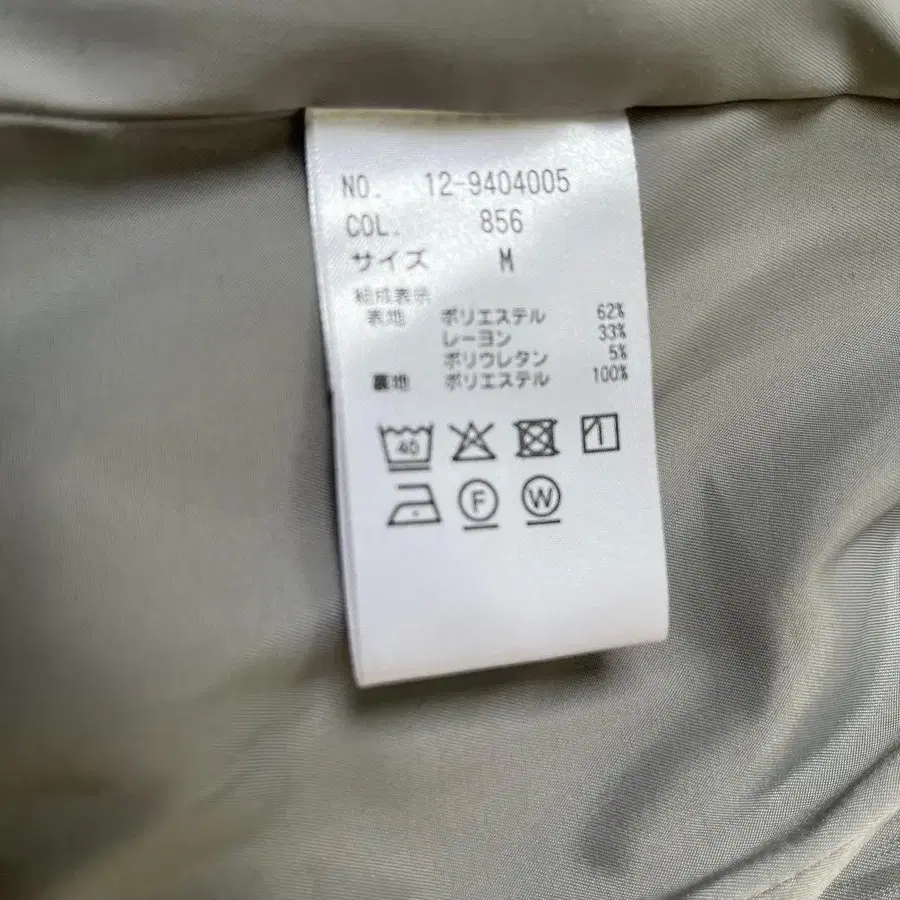 NO. 12-9404005
COL. 856
サイズ M
組成表示
表地 ポリエステル 62%
レーヨン 33%
ポリウレタン 5%
裏地 ポリエステル 100%
40
F W